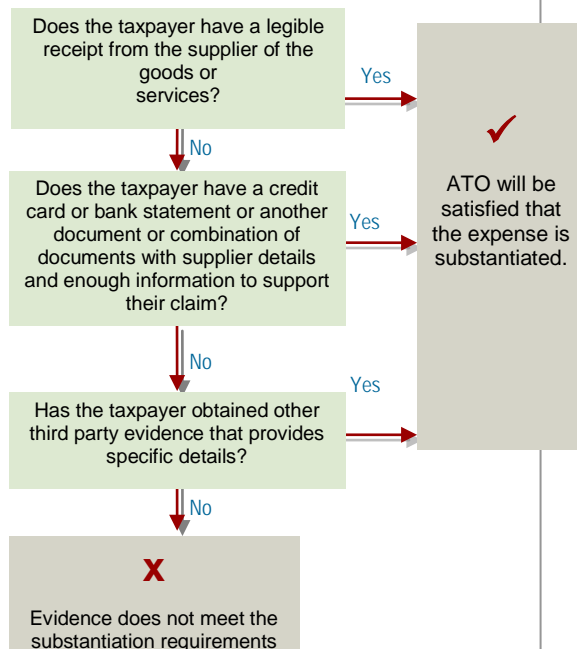 Does the taxpayer have a legible
receipt from the supplier of the
goods or
services?
Yes
No
Does the taxpayer have a credit
card or bank statement or another
document or combination of
documents with supplier details
and enough information to support
their claim?
Yes
No
Has the taxpayer obtained other
third party evidence that provides
specific details?
Yes
No
✓
ATO will be
satisfied that
the expense is
substantiated.
X
Evidence does not meet the
substantiation requirements